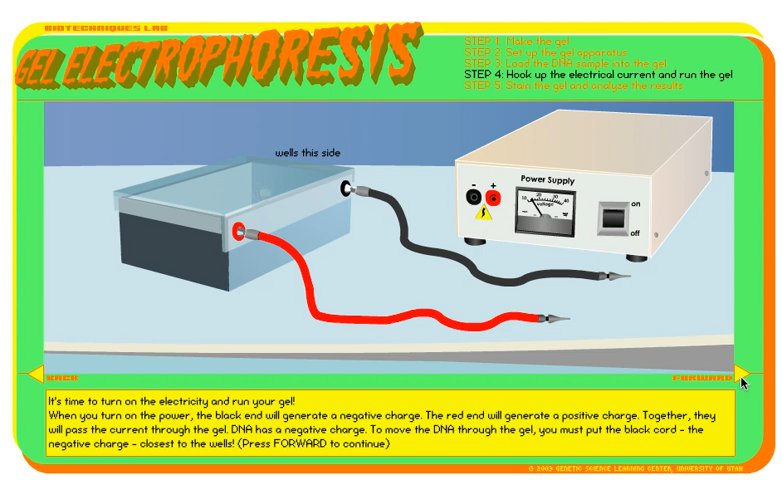 BIOTECHNIQUES LAB
GEL ELECTROPHORESIS
STEP 1: Make the gel
STEP 2: Set up the gel apparatus
STEP 3: Load the DNA sample into the gel
STEP 4: Hook up the electrical current and run the gel
STEP 5: Stain the gel and analyze the results
wells this side
Power Supply
- +
10 20 30 40
voltage
on
off
BACK
FORWARD
It's time to turn on the electricity and run your gel!
When you turn on the power, the black end will generate a negative charge. The red end will generate a positive charge. Together, they
will pass the current through the gel. DNA has a negative charge. To move the DNA through the gel, you must put the black cord - the
negative charge - closest to the wells! (Press FORWARD to continue)
© 2003 GENETIC SCIENCE LEARNING CENTER, UNIVERSITY OF UTAH